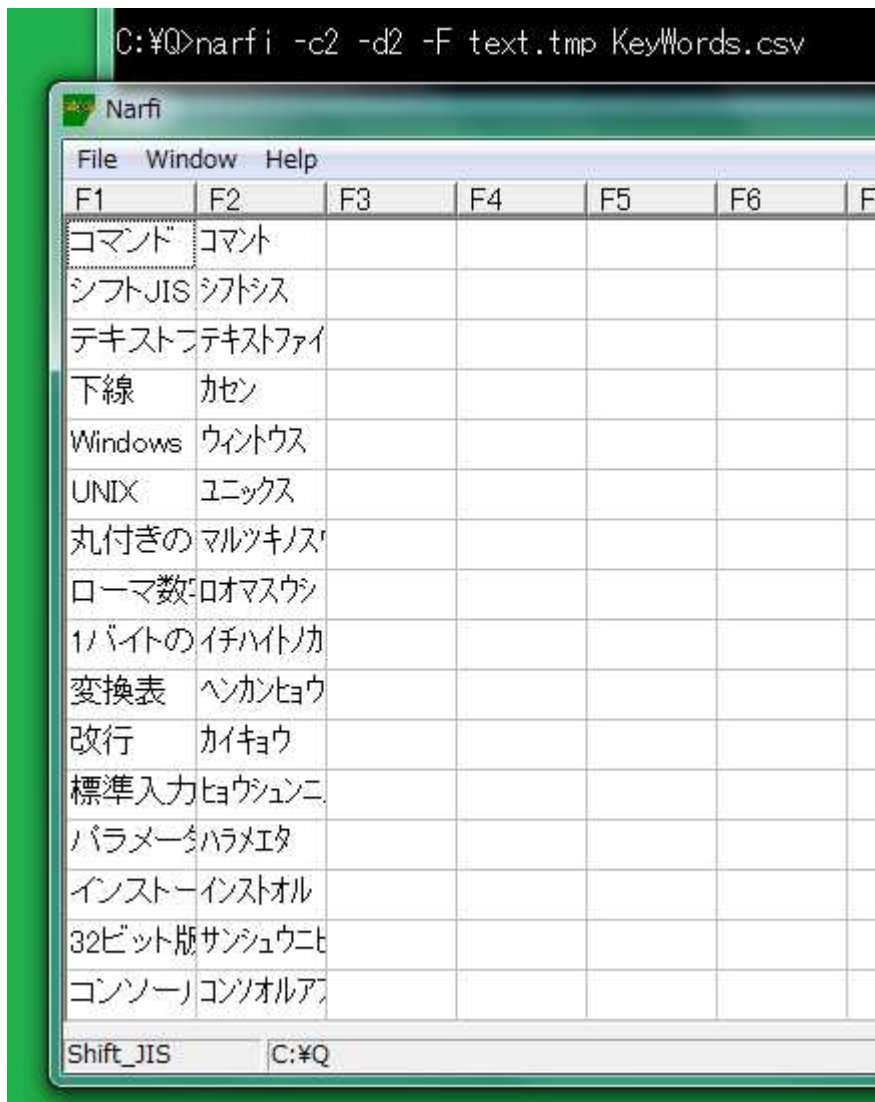 C:¥Q>narfi -c2 -d2 -F text.tmp KeyWords.csv
Narfi
File Window Help
F1 F2 F3 F4 F5 F6 F
コマンド コマント
シフトJIS シフトシス
テキストフ テキストファイ
下線 カセン
Windows ウィントウス
UNIX ユニックス
丸付きの マルツキノスウ
ローマ数字 ロオマスウシ
1バイトの イチハイトノカ
変換表 ヘンカンヒョウ
改行 カイキョウ
標準入力 ヒョウシュンニ
パラメータ ハラメエタ
インストー インストオル
32ビット版 サンシュウニヒ
コンソール コンソオルアフ
Shift_JIS C:¥Q